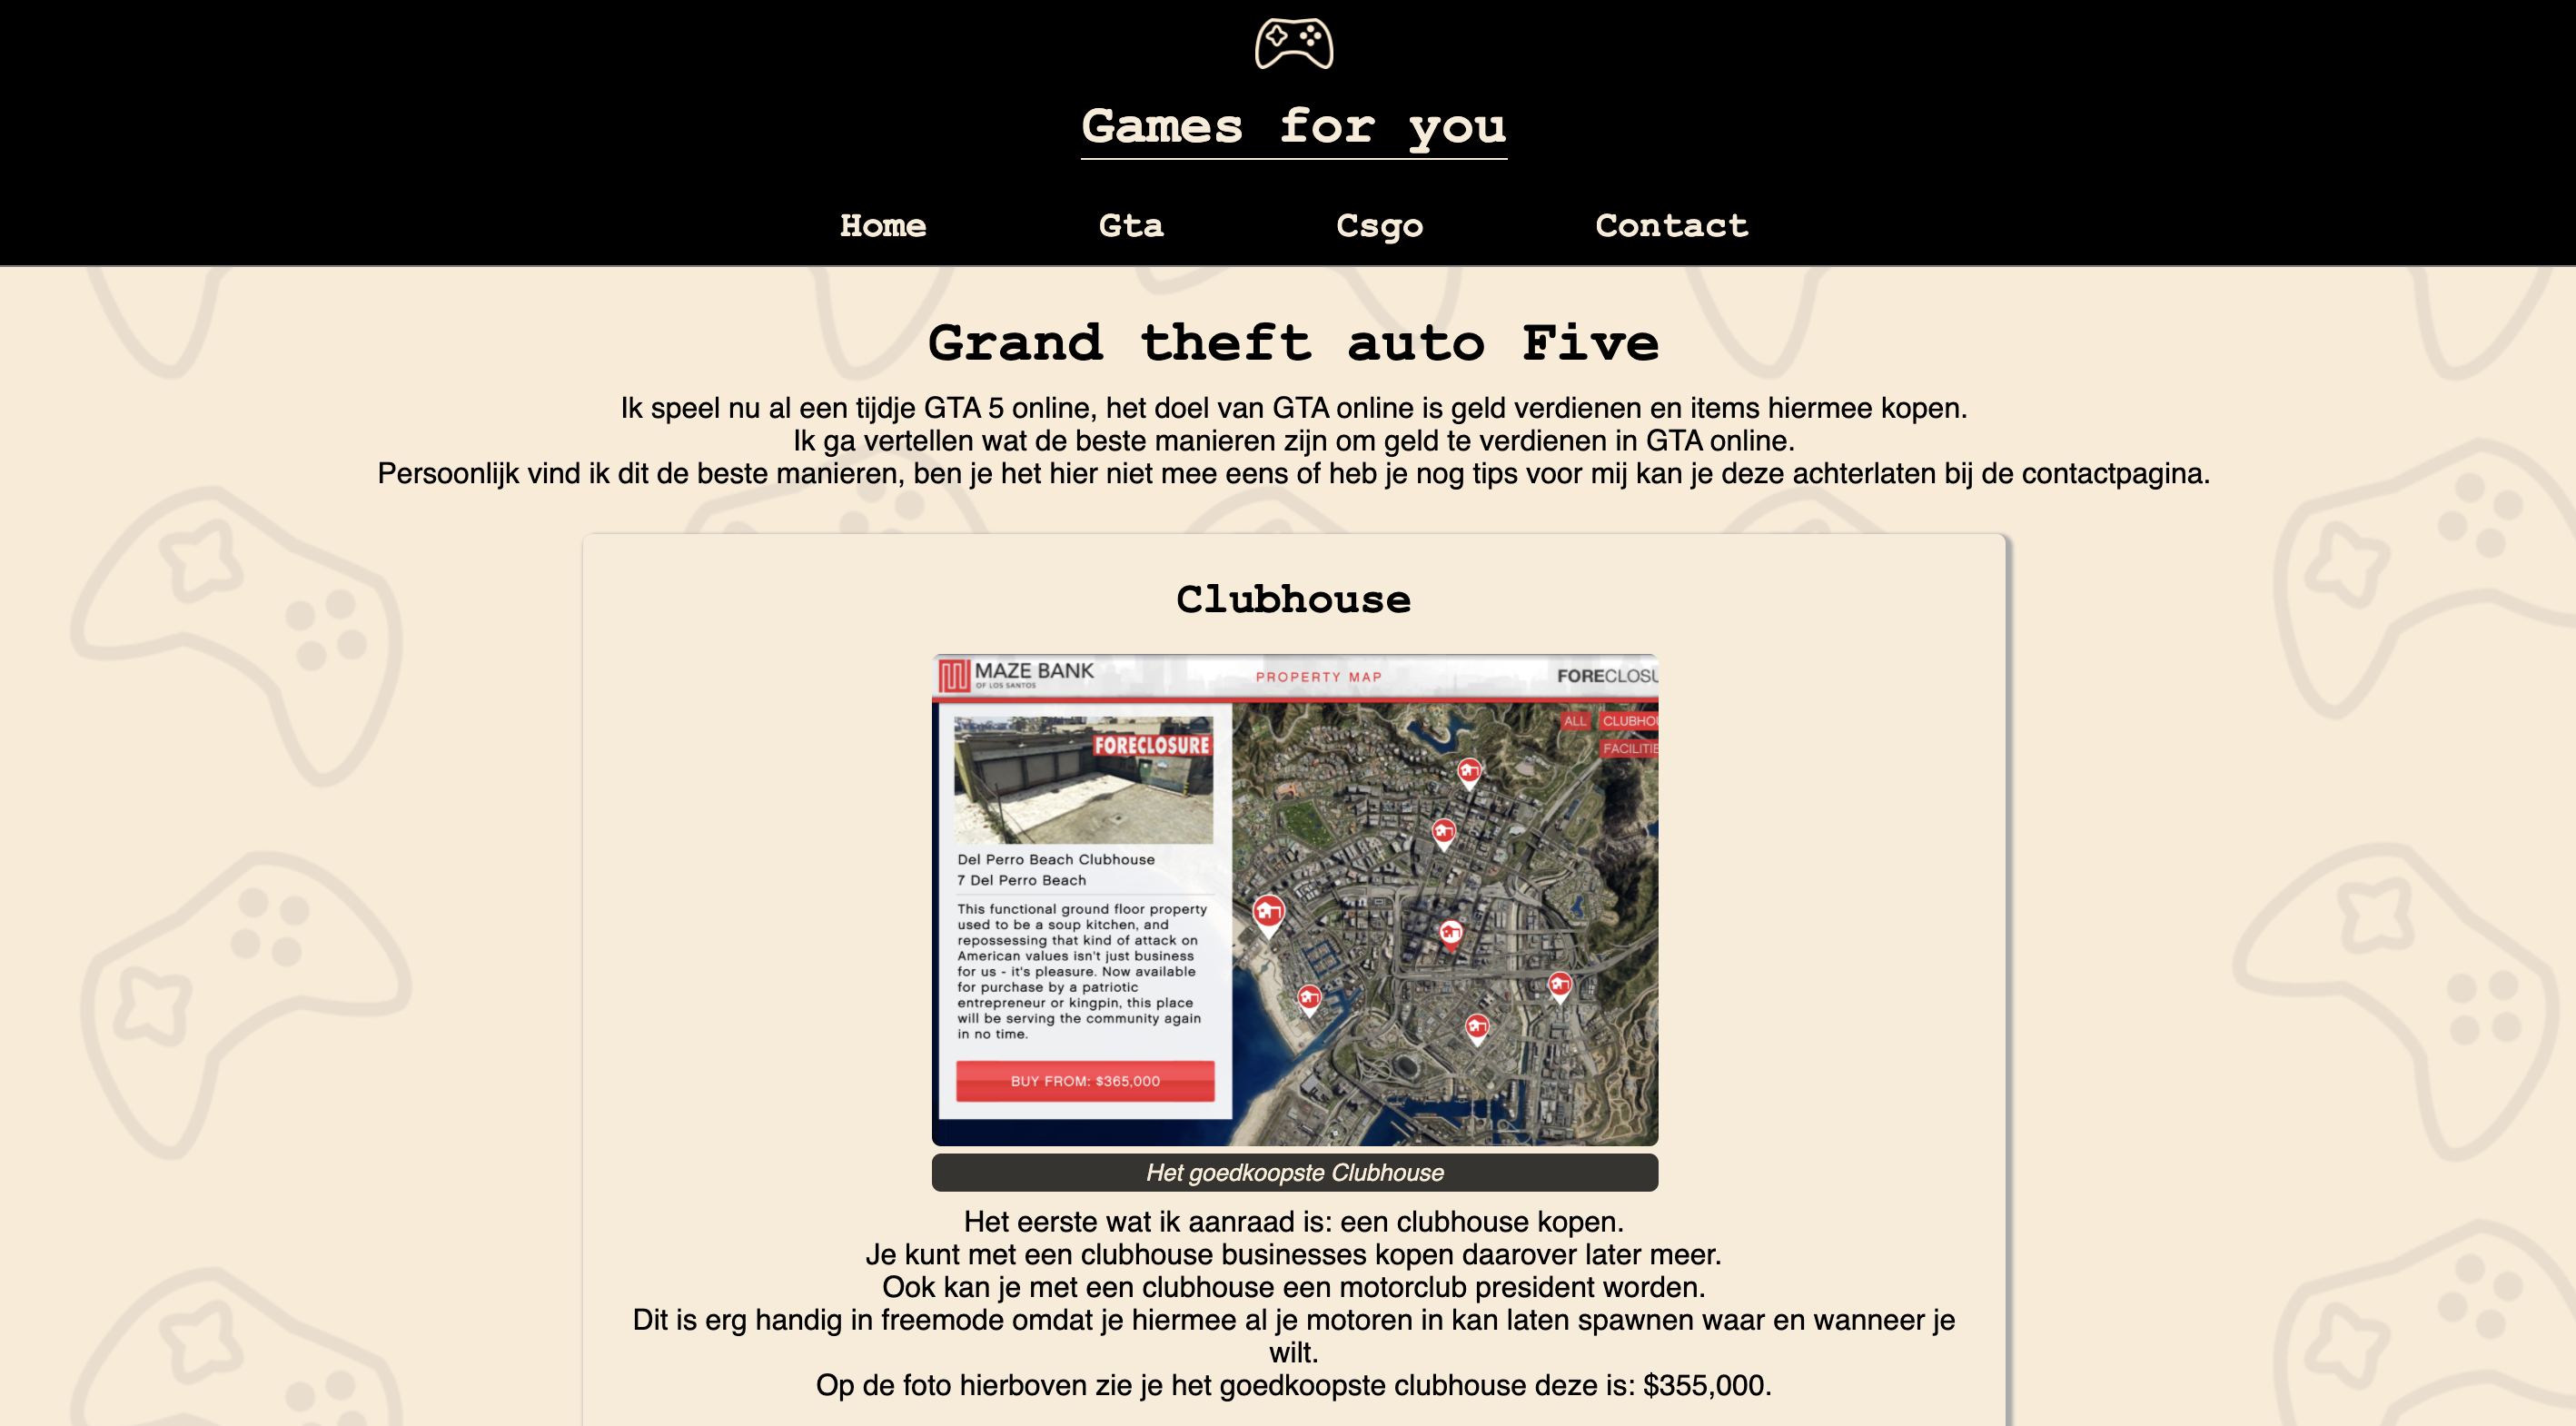 Games for you
Home Gta Csgo Contact
Grand theft auto Five
Ik speel nu al een tijdje GTA 5 online, het doel van GTA online is geld verdienen en items hiermee kopen.
Ik ga vertellen wat de beste manieren zijn om geld te verdienen in GTA online.
Persoonlijk vind ik dit de beste manieren, ben je het hier niet mee eens of heb je nog tips voor mij kan je deze achterlaten bij de contactpagina.
Clubhouse
MAZE BANK
OF LOS SANTOS
PROPERTY MAP
FORECLOSU
ALL CLUBHOU
FACILITIE
FORECLOSURE
Del Perro Beach Clubhouse
7 Del Perro Beach
This functional ground floor property
used to be a soup kitchen, and
repossessing that kind of attack on
American values isn't just business
for us - it's pleasure. Now available
for purchase by a patriotic
entrepreneur or kingpin, this place
will be serving the community again
in no time.
BUY FROM: $365,000
Het goedkoopste Clubhouse
Het eerste wat ik aanraad is: een clubhouse kopen.
Je kunt met een clubhouse businesses kopen daarover later meer.
Ook kan je met een clubhouse een motorclub president worden.
Dit is erg handig in freemode omdat je hiermee al je motoren in kan laten spawnen waar en wanneer je
wilt.
Op de foto hierboven zie je het goedkoopste clubhouse deze is: $355,000.